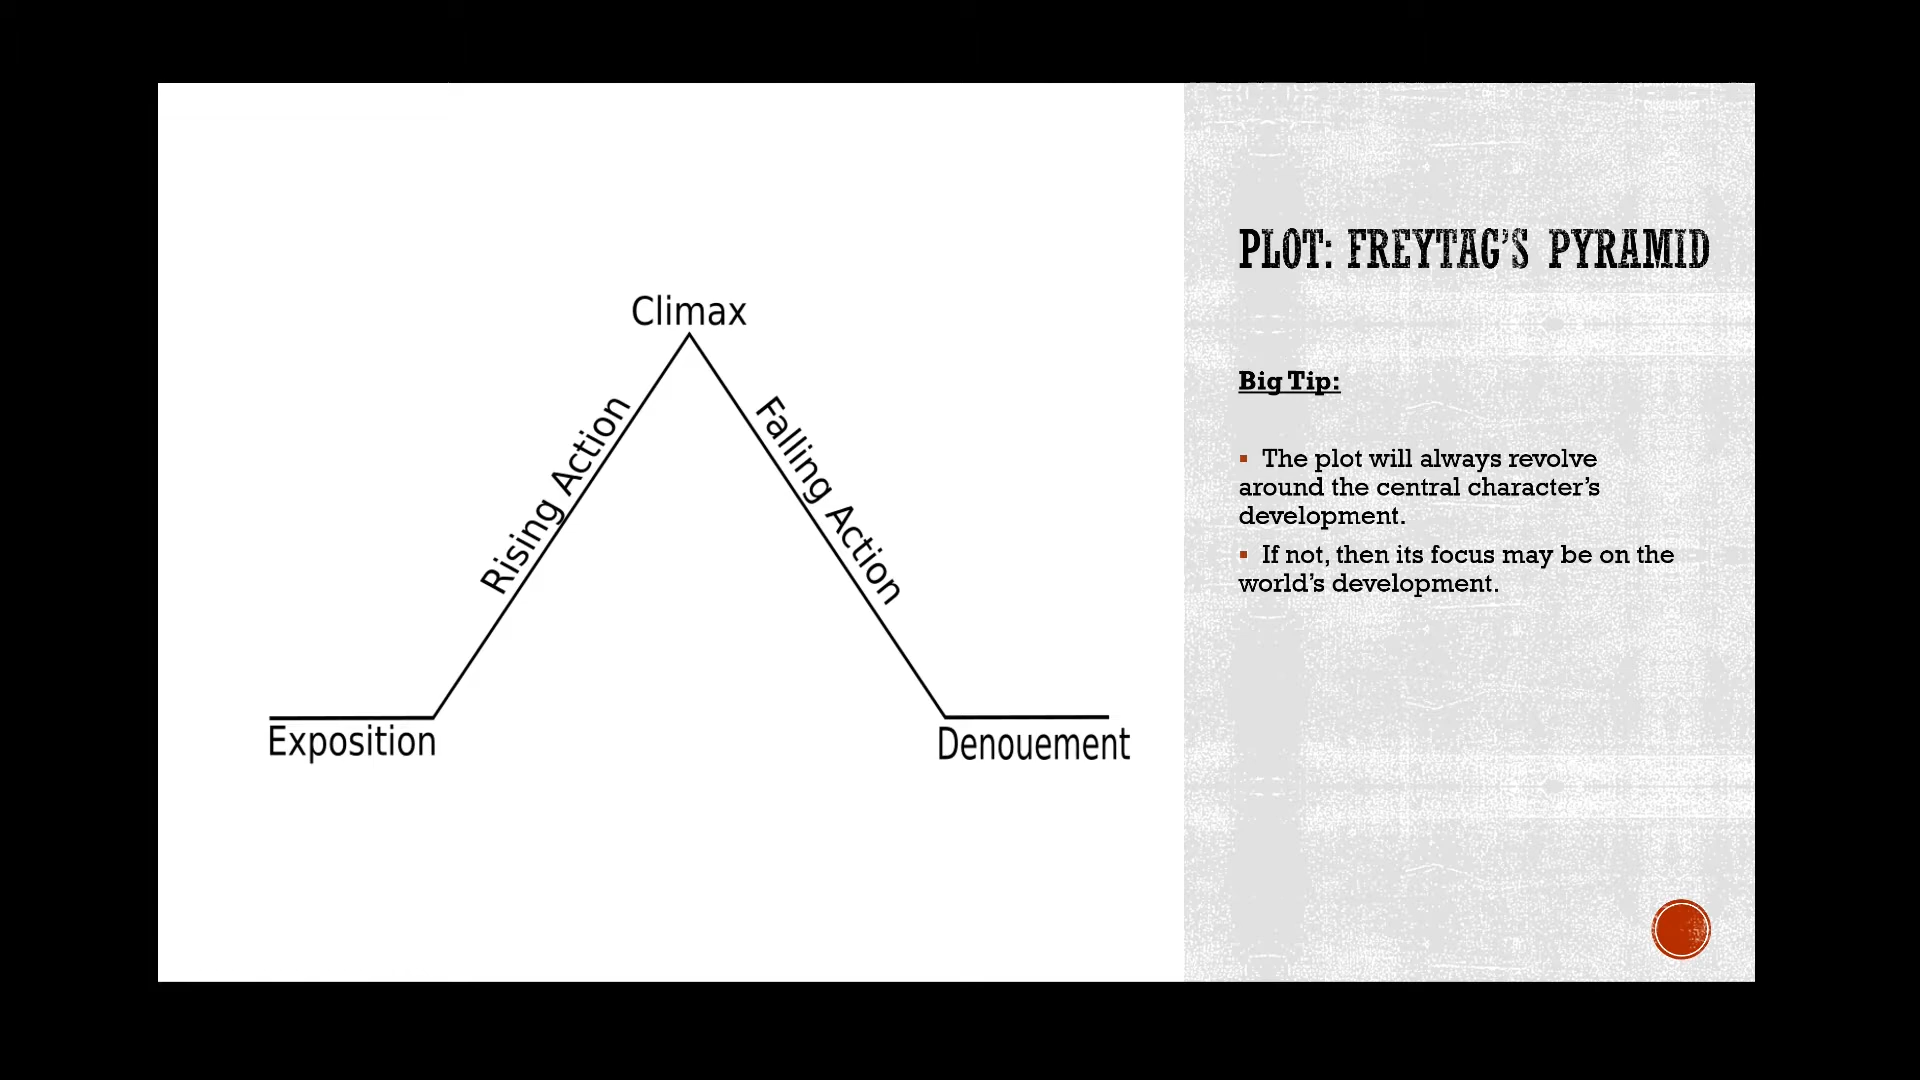 Climax
Rising Action
Falling Action
Exposition
Denouement
PLOT: FREYTAG'S PYRAMID
Big Tip:
▪ The plot will always revolve
around the central character's
development.
▪ If not, then its focus may be on the
world's development.